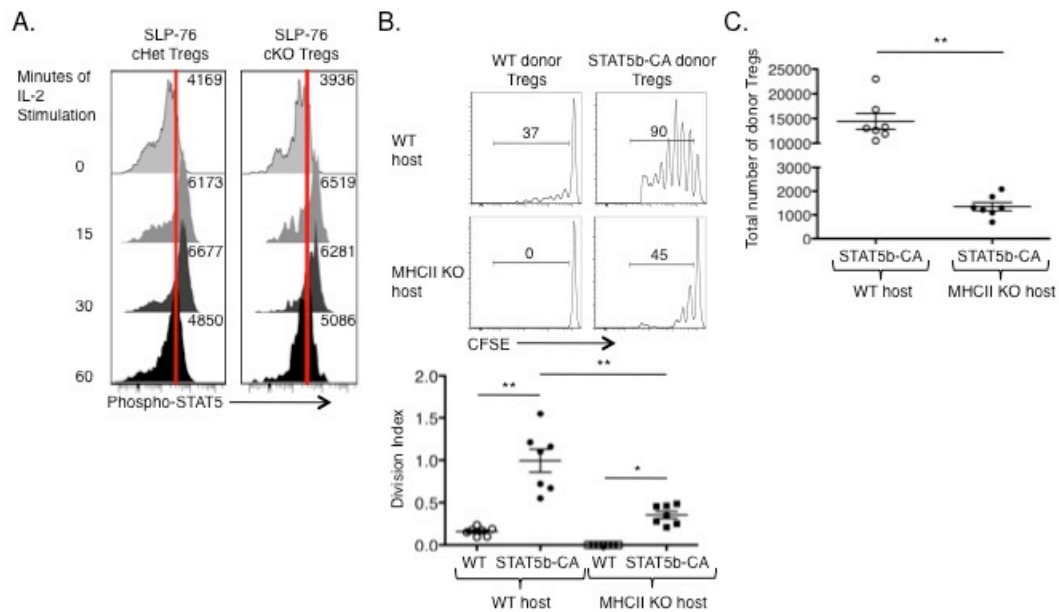 A.
SLP-76
cHet Tregs
SLP-76
cKO Tregs
Minutes of
IL-2
Stimulation
4169
3936
0
6173
6519
15
6677
6281
30
4850
5086
60
Phospho-STAT5
B.
WT donor
Tregs
STAT5b-CA donor
Tregs
WT
host
37
90
MHCII KO
host
0
45
CFSE
Division Index
2.0
1.5
1.0
0.5
0.0
**
**
*
WT STAT5b-CA
WT STAT5b-CA
WT host
MHCII KO host
C.
Total number of donor Tregs
**
25000
20000
15000
10000
3000
2000
1000
0
STAT5b-CA
STAT5b-CA
WT host
MHCII KO host